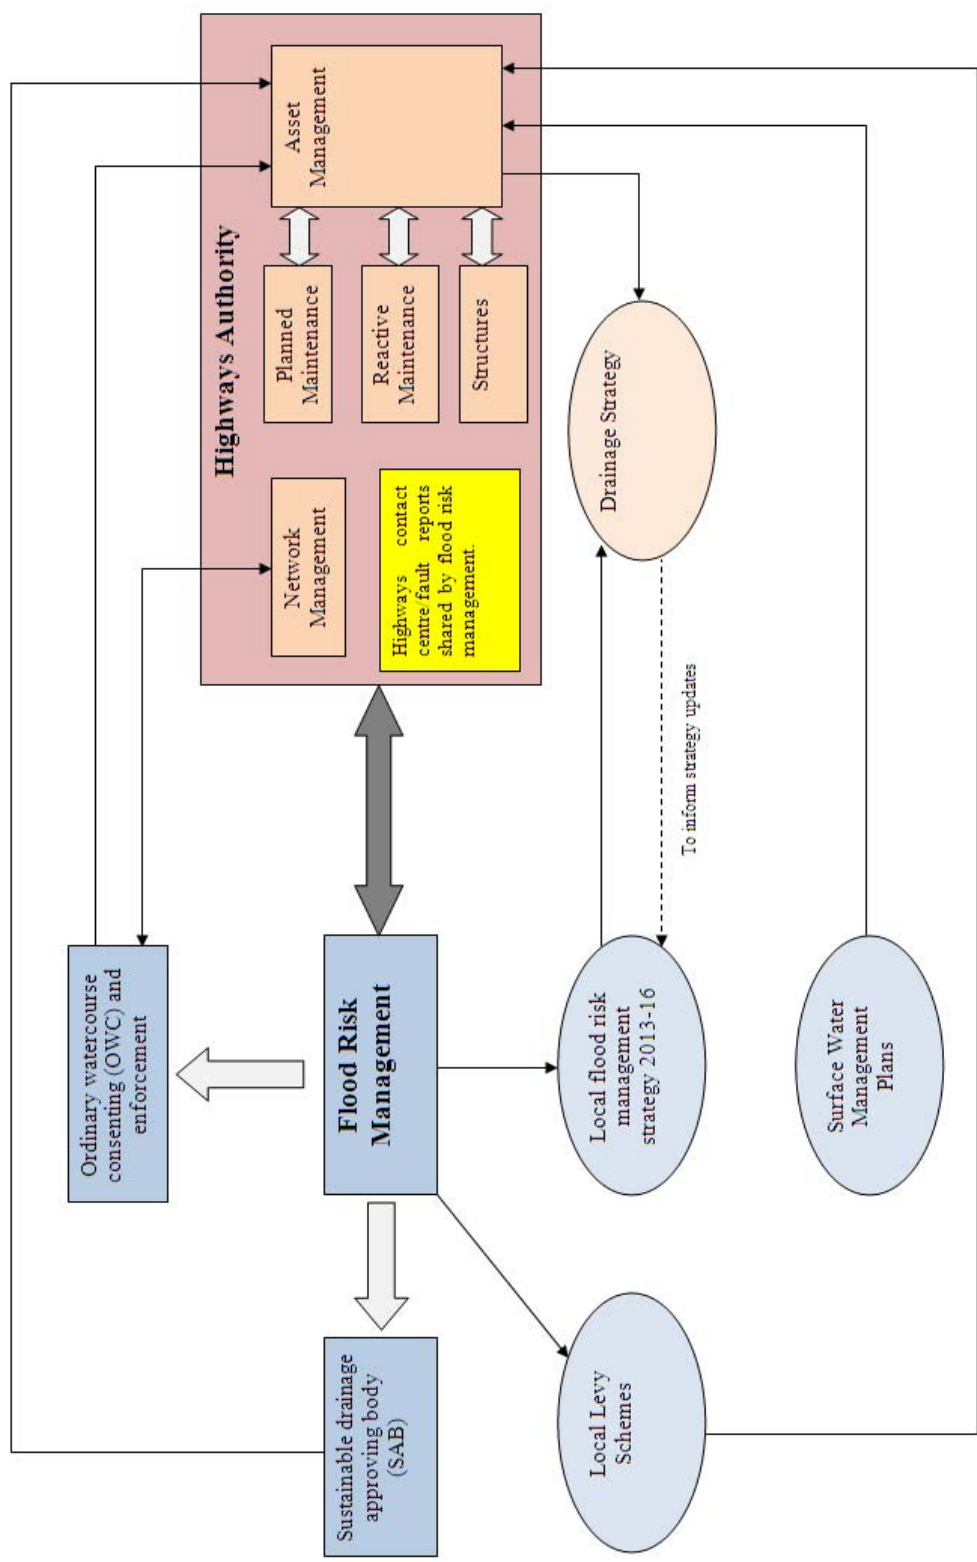 Sustainable drainage
approving body
(SAB)
Ordinary watercourse
consenting (OWC) and
enforcement
Flood Risk
Management
Local Levy
Schemes
Local flood risk
management
strategy 2013-16
Surface Water
Management
Plans
To inform strategy updates
Drainage Strategy
Highways Authority
Network
Management
Highways contact
centre/fault reports
shared by flood risk
management.
Planned
Maintenance
Reactive
Maintenance
Structures
Asset
Management